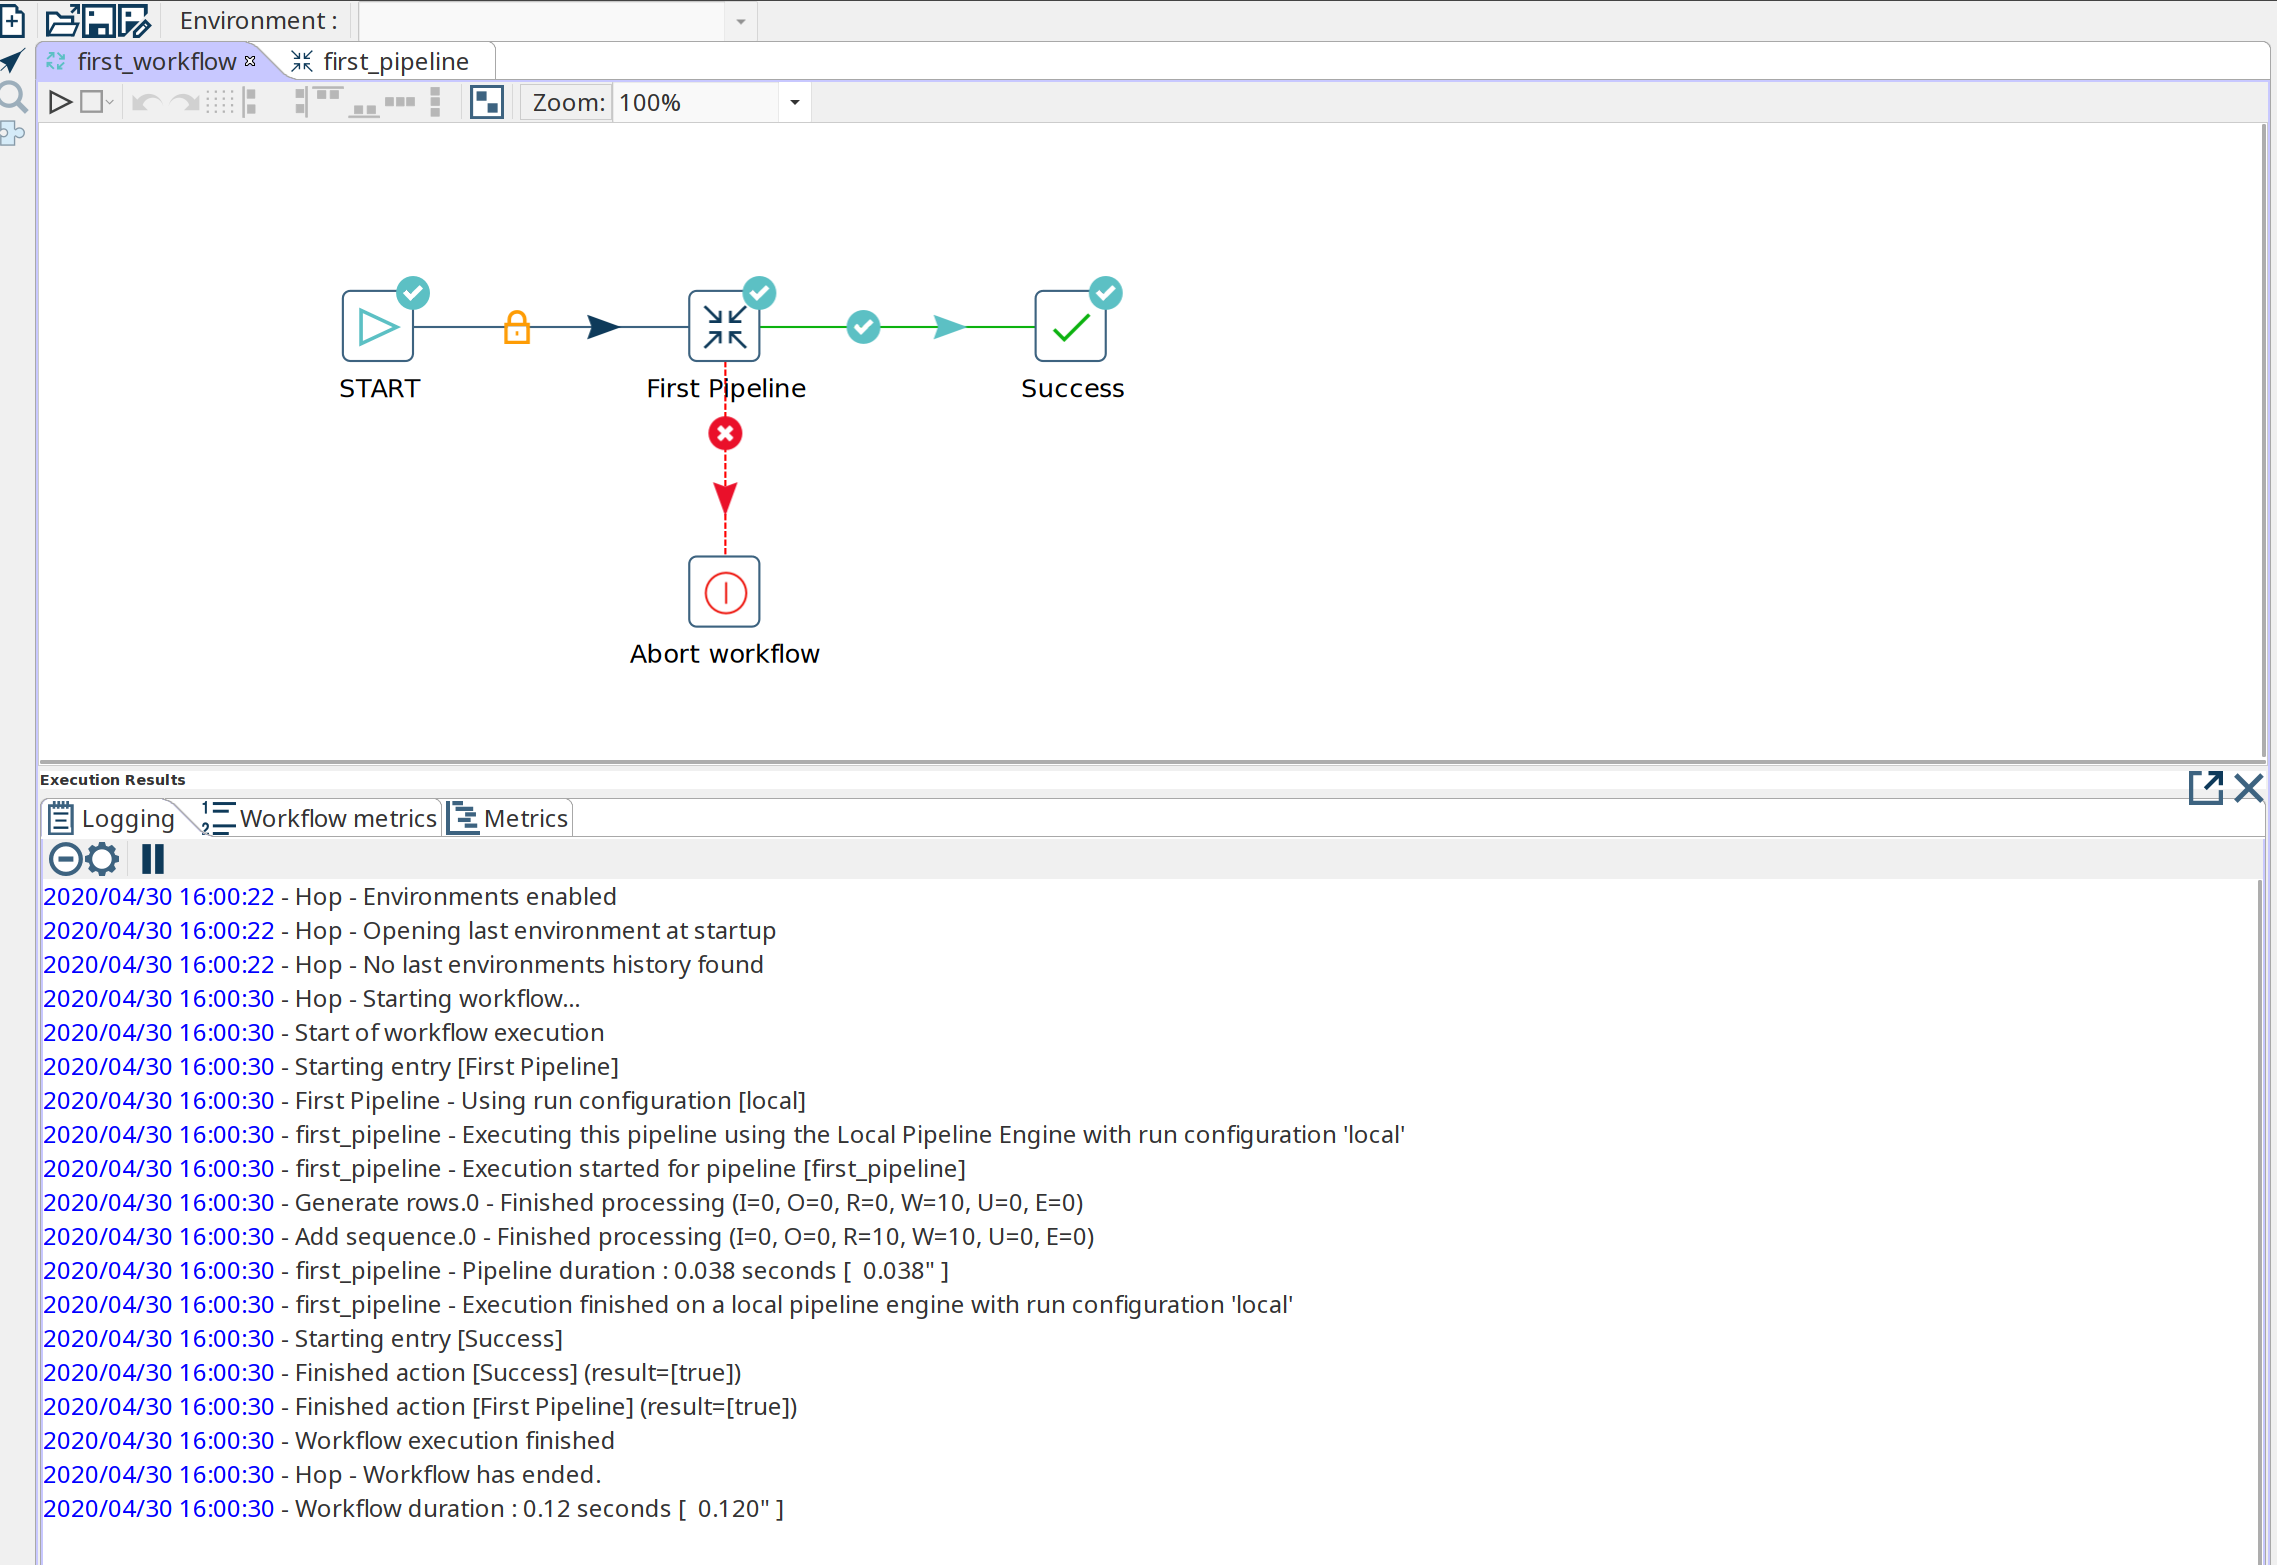 Environment :
first_workflow
first_pipeline
Zoom: 100%
START
First Pipeline
Success
Abort workflow
Execution Results
Logging
Workflow metrics
Metrics
2020/04/30 16:00:22 - Hop - Environments enabled
2020/04/30 16:00:22 - Hop - Opening last environment at startup
2020/04/30 16:00:22 - Hop - No last environments history found
2020/04/30 16:00:30 - Hop - Starting workflow...
2020/04/30 16:00:30 - Start of workflow execution
2020/04/30 16:00:30 - Starting entry [First Pipeline]
2020/04/30 16:00:30 - First Pipeline - Using run configuration [local]
2020/04/30 16:00:30 - first_pipeline - Executing this pipeline using the Local Pipeline Engine with run configuration 'local'
2020/04/30 16:00:30 - first_pipeline - Execution started for pipeline [first_pipeline]
2020/04/30 16:00:30 - Generate rows.0 - Finished processing (I=0, O=0, R=0, W=10, U=0, E=0)
2020/04/30 16:00:30 - Add sequence.0 - Finished processing (I=0, O=0, R=10, W=10, U=0, E=0)
2020/04/30 16:00:30 - first_pipeline - Pipeline duration : 0.038 seconds [  0.038" ]
2020/04/30 16:00:30 - first_pipeline - Execution finished on a local pipeline engine with run configuration 'local'
2020/04/30 16:00:30 - Starting entry [Success]
2020/04/30 16:00:30 - Finished action [Success] (result=[true])
2020/04/30 16:00:30 - Finished action [First Pipeline] (result=[true])
2020/04/30 16:00:30 - Workflow execution finished
2020/04/30 16:00:30 - Hop - Workflow has ended.
2020/04/30 16:00:30 - Workflow duration : 0.12 seconds [  0.120" ]